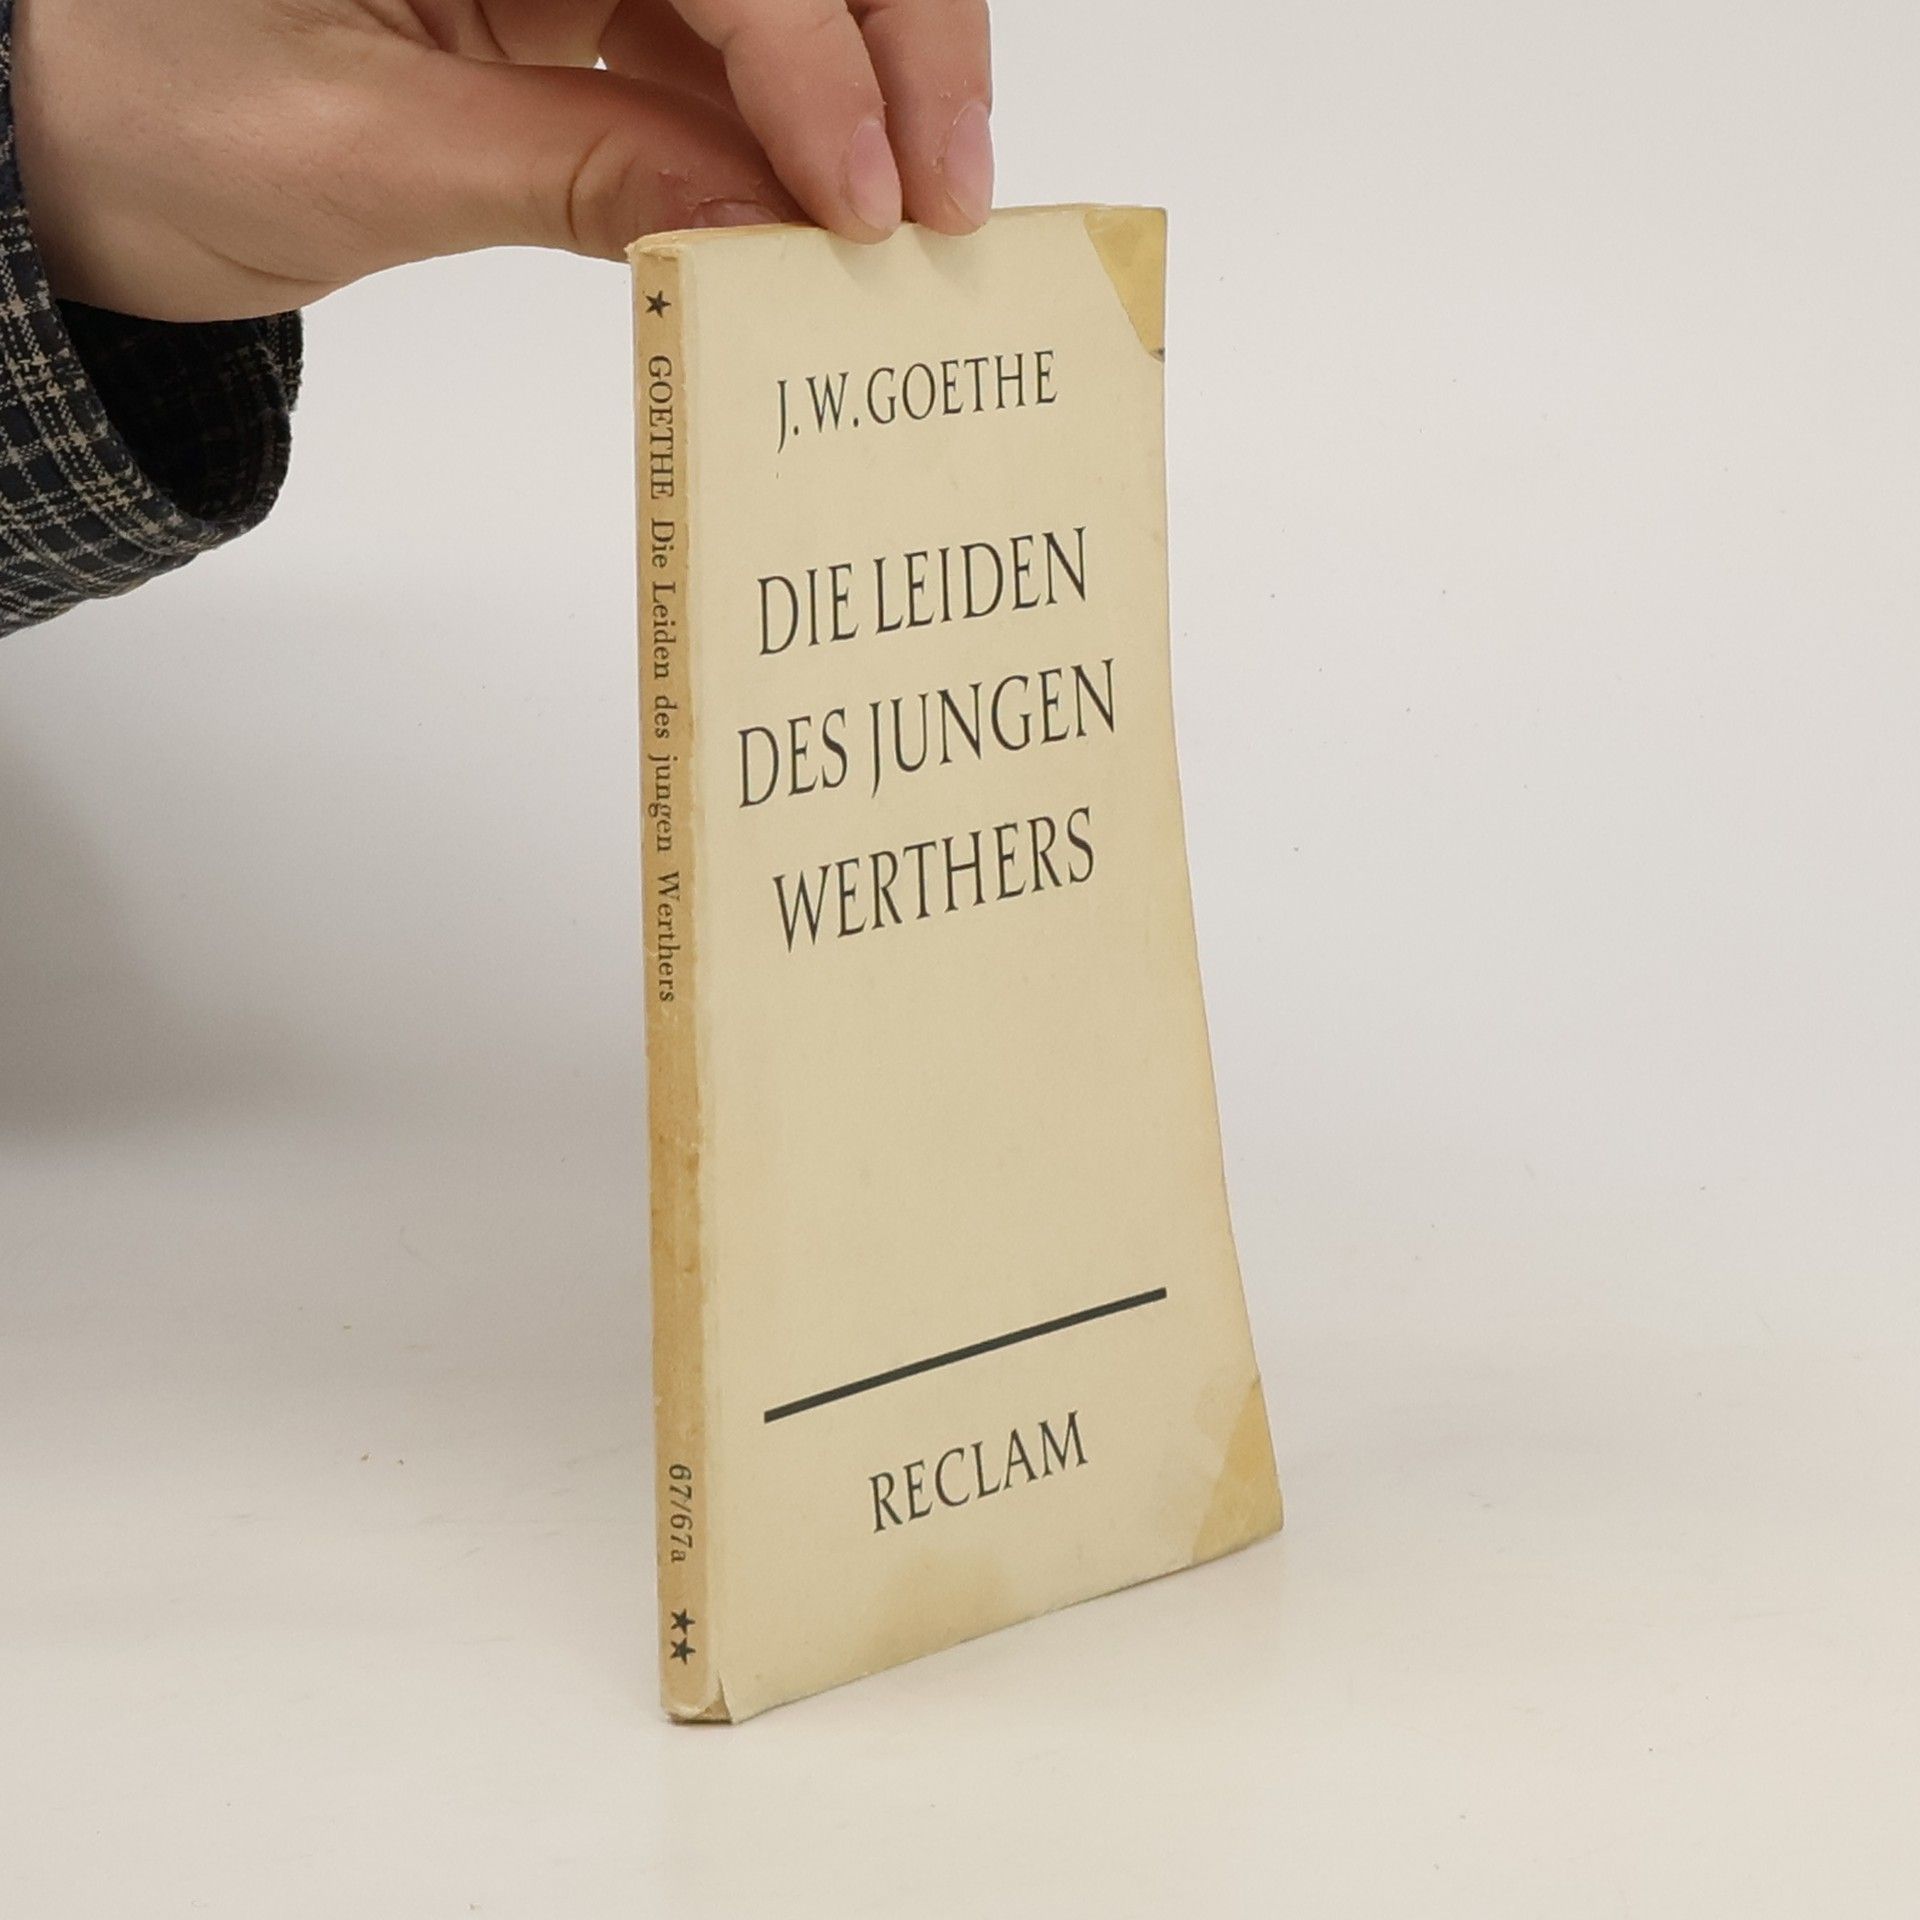 J.W.GOETHE
DIE LEIDEN
DES JUNGEN
WERTHERS
RECLAM
★ GOETHE Die Leiden des jungen Werthers 67/67a ★★